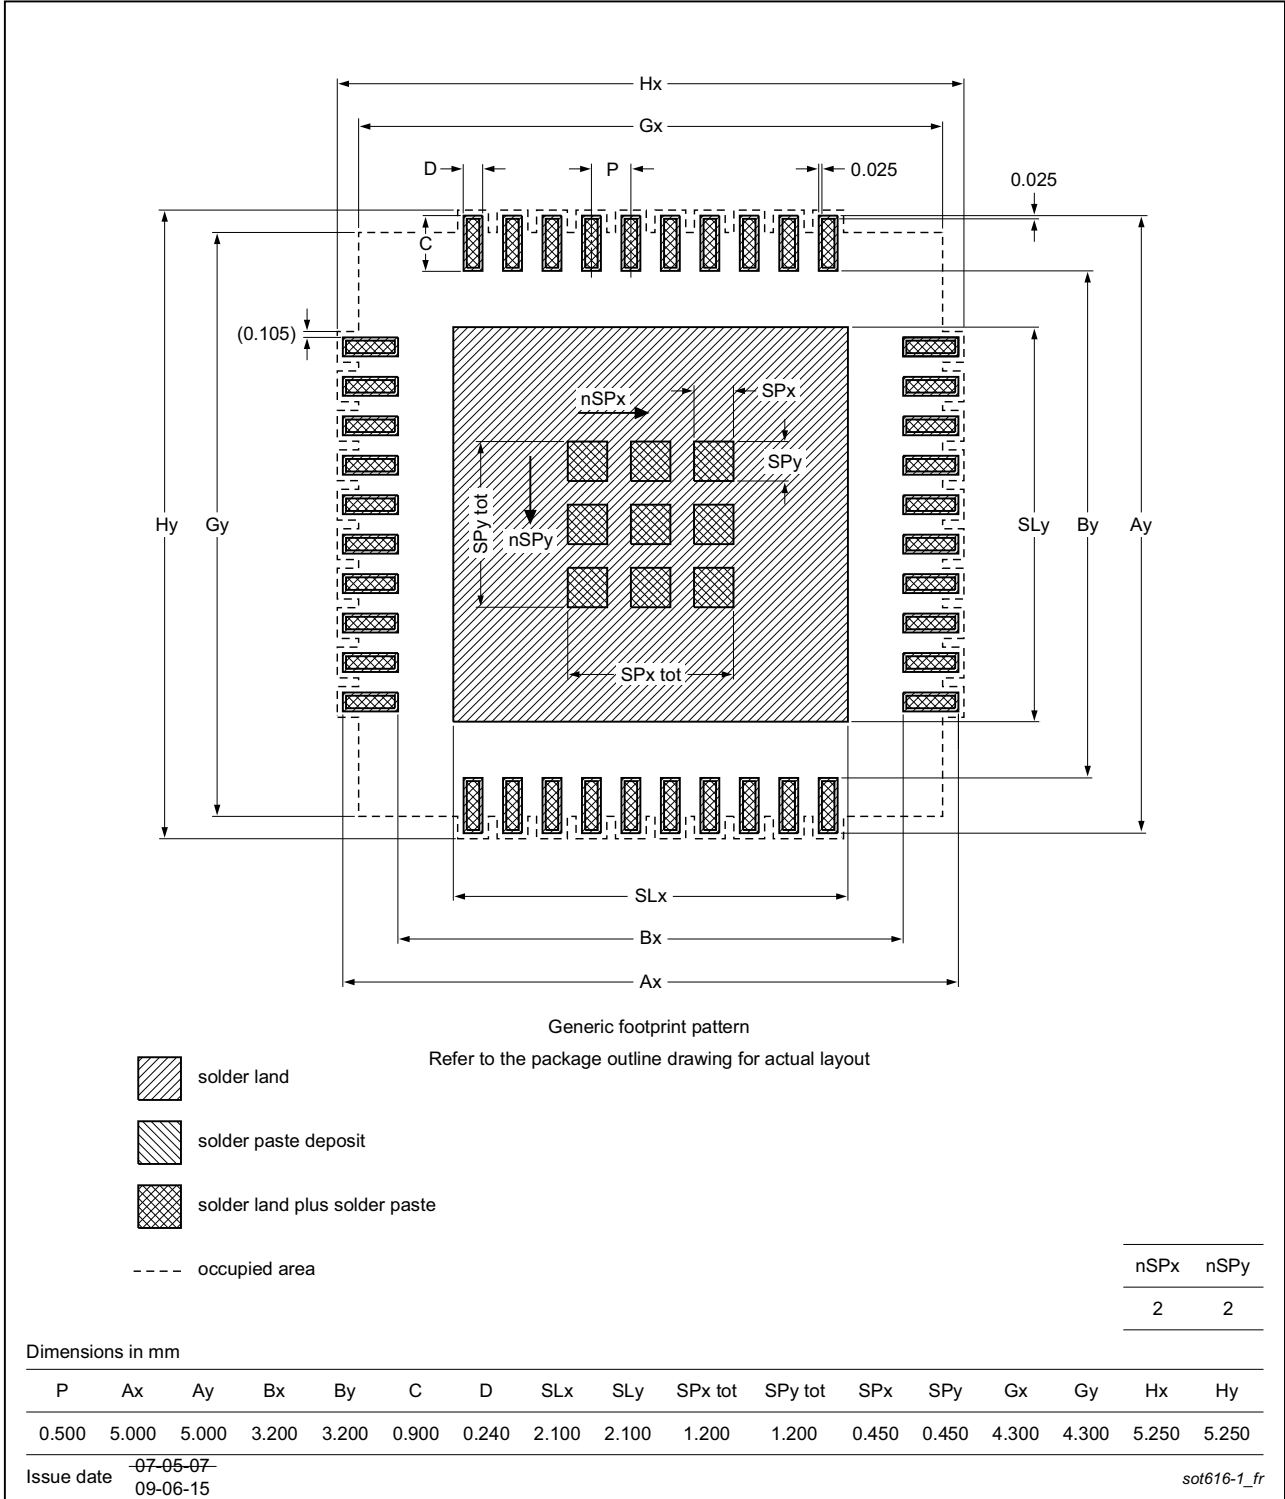 Hx
Gx
D
P
0.025
0.025
C
(0.105)
nSPx
SPx
SPy
SPy tot
nSPy
Hy
Gy
SLy
By
Ay
SPx tot
SLx
Bx
Ax
Generic footprint pattern
Refer to the package outline drawing for actual layout
solder land
solder paste deposit
solder land plus solder paste
occupied area
nSPx nSPy
2 2
Dimensions in mm
P Ax Ay Bx By C D SLx SLy SPx tot SPy tot SPx SPy Gx Gy Hx Hy
0.500 5.000 5.000 3.200 3.200 0.900 0.240 2.100 2.100 1.200 1.200 0.450 0.450 4.300 4.300 5.250 5.250
Issue date 07-05-07
09-06-15
sot616-1_fr